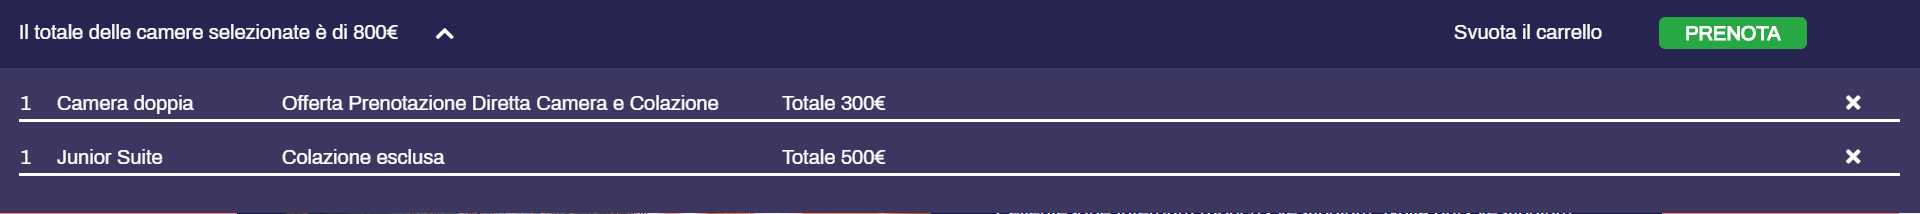 Il totale delle camere selezionate è di 800€ Svuota il carrello PRENOTA
1 Camera doppia Offerta Prenotazione Diretta Camera e Colazione Totale 300€
1 Junior Suite Colazione esclusa Totale 500€